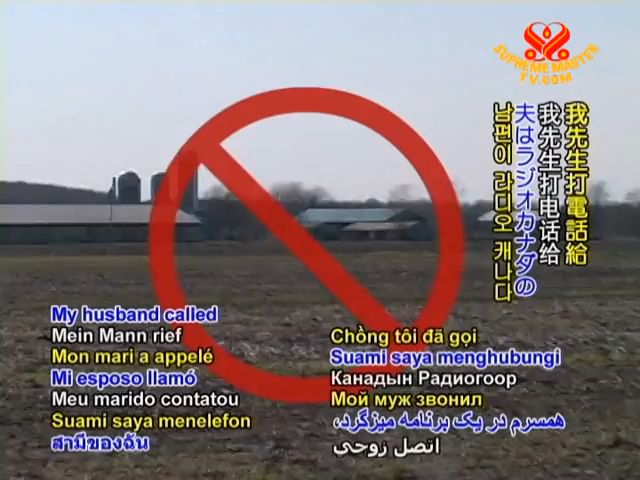 SUPREME MASTER
TV.COM
我先生打電話給
我先生打电话给
夫はラジオカナダの
남편이 라디오 캐나다
My husband called
Mein Mann rief
Mon mari a appelé
Mi esposo llamó
Meu marido contatou
Suami saya menelefon
สามีของฉัน
Chồng tôi đã gọi
Suami saya menghubungi
Канадын Радиогоор
Мой муж звонил
همسرم در یک برنامه میزگرد،
اتصل زوجي